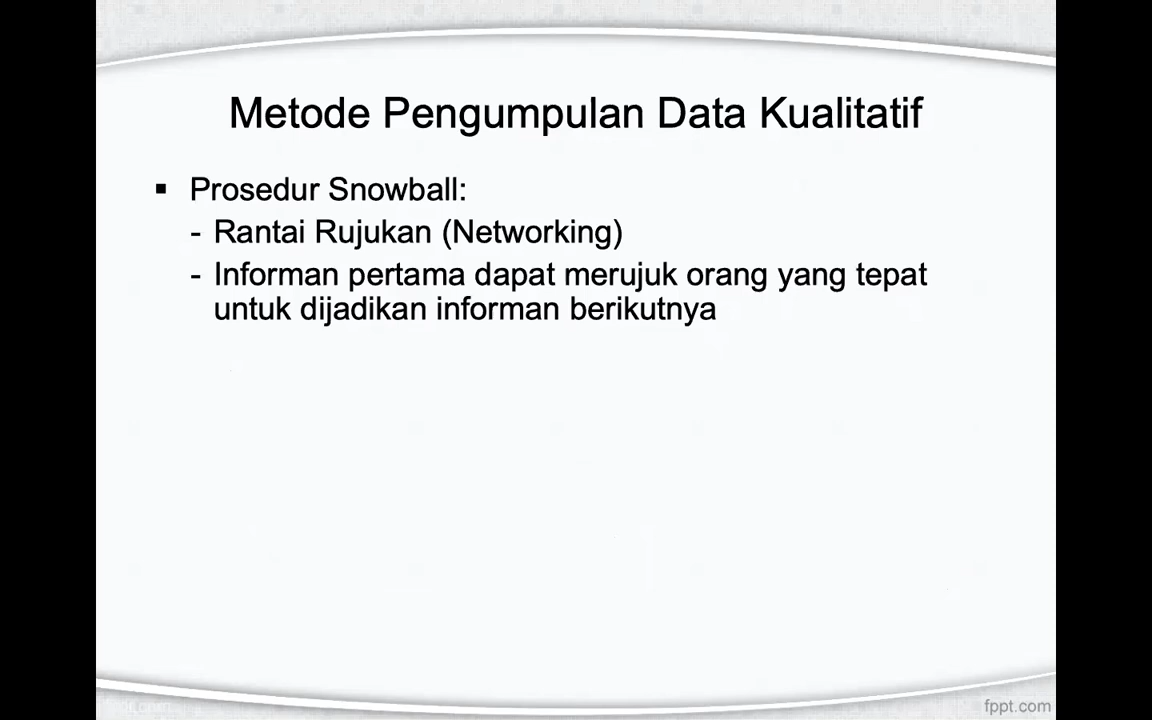 Metode Pengumpulan Data Kualitatif
▪ Prosedur Snowball:
- Rantai Rujukan (Networking)
- Informan pertama dapat merujuk orang yang tepat
untuk dijadikan informan berikutnya
fppt.com